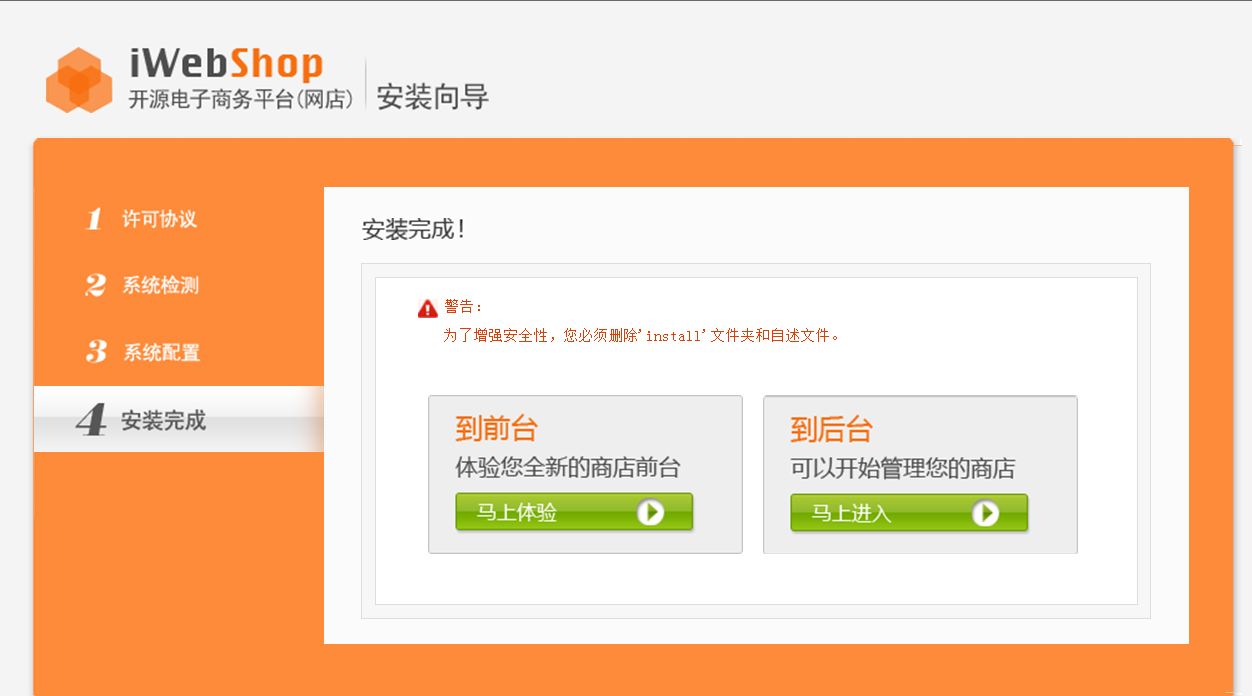 iWebShop
开源电子商务平台(网店)
安装向导
1 许可协议
2 系统检测
3 系统配置
4 安装完成
安装完成！
警告：
为了增强安全性，您必须删除'install'文件夹和自述文件。
到前台
体验您全新的商店前台
马上体验
到后台
可以开始管理您的商店
马上进入